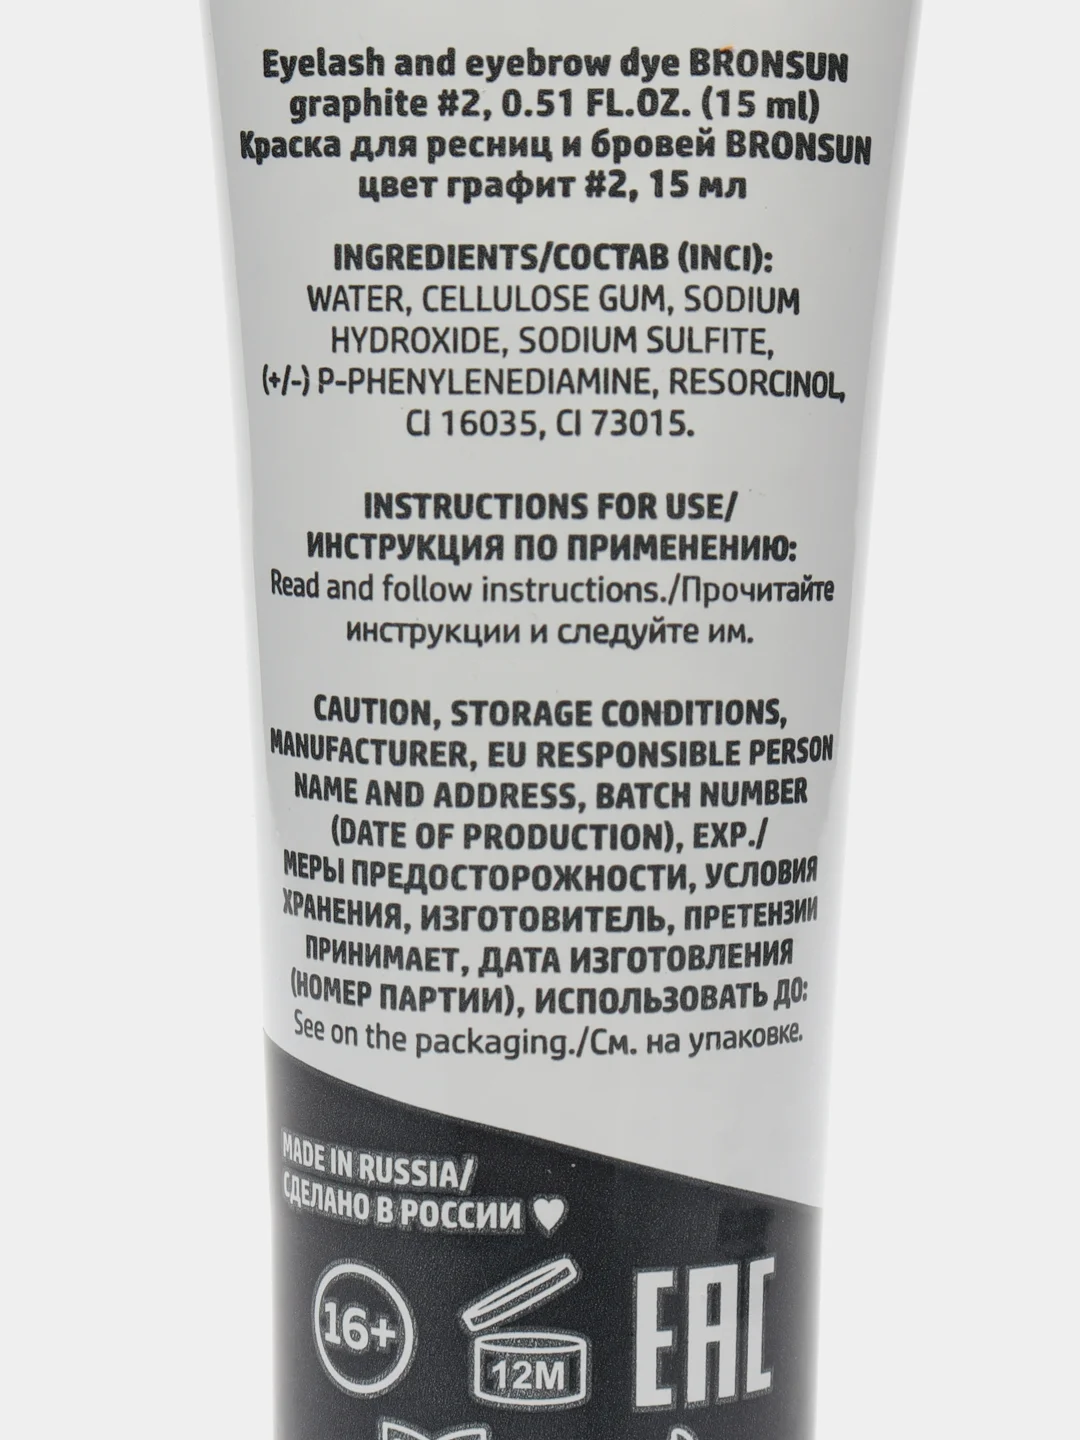 Eyelash and eyebrow dye BRONSUN
graphite #2, 0.51 FL.OZ. (15 ml)
Краска для ресниц и бровей BRONSUN
цвет графит #2, 15 мл
INGREDIENTS/СОСТАВ (INCI):
WATER, CELLULOSE GUM, SODIUM
HYDROXIDE, SODIUM SULFITE,
(+/-) P-PHENYLENEDIAMINE, RESORCINOL,
CI 16035, CI 73015.
INSTRUCTIONS FOR USE/
ИНСТРУКЦИЯ ПО ПРИМЕНЕНИЮ:
Read and follow instructions./Прочитайте
инструкции и следуйте им.
CAUTION, STORAGE CONDITIONS,
MANUFACTURER, EU RESPONSIBLE PERSON
NAME AND ADDRESS, BATCH NUMBER
(DATE OF PRODUCTION), EXP./
МЕРЫ ПРЕДОСТОРОЖНОСТИ, УСЛОВИЯ
ХРАНЕНИЯ, ИЗГОТОВИТЕЛЬ, ПРЕТЕНЗИИ
ПРИНИМАЕТ, ДАТА ИЗГОТОВЛЕНИЯ
(НОМЕР ПАРТИИ), ИСПОЛЬЗОВАТЬ ДО:
See on the packaging./См. на упаковке.
MADE IN RUSSIA/
СДЕЛАНО В РОССИИ
16+
12M
EAC